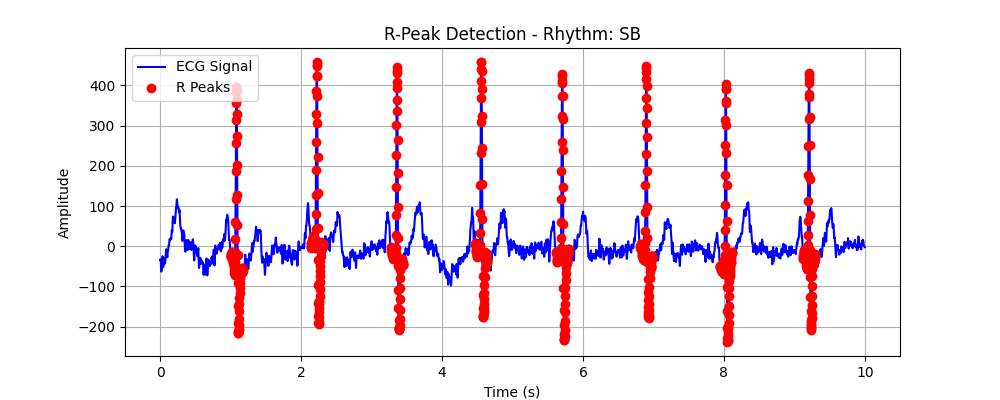 R-Peak Detection - Rhythm: SB
ECG Signal
R Peaks
Amplitude
400
300
200
100
0
−100
−200
0
2
4
6
8
10
Time (s)